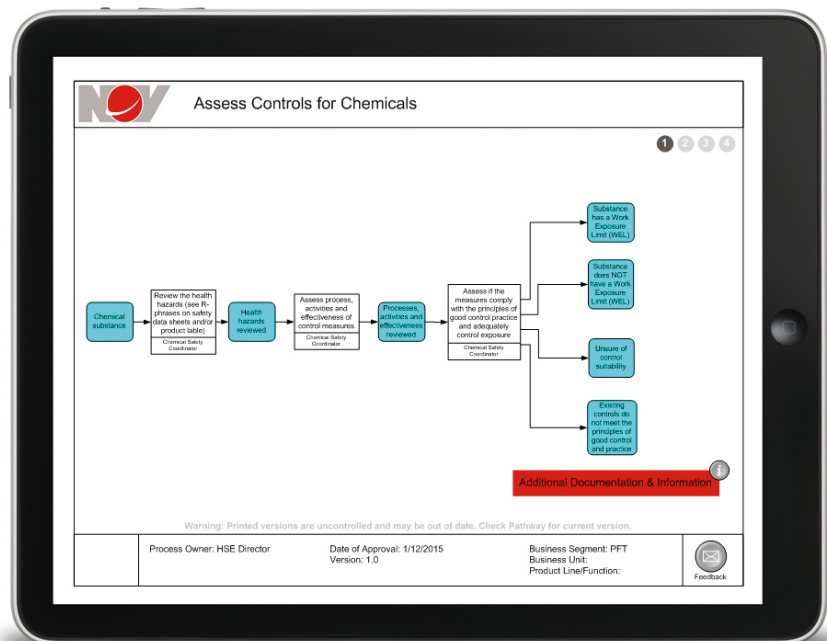 NOV
Assess Controls for Chemicals
1 2 3 4
Substance
has a Work
Exposure
Limit (WEL)
Substance
does NOT
have a Work
Exposure
Limit (WEL)
Chemical
substance
Review the health
hazards (see R-
phrases on safety
data sheets and/or
product lable)
Chemical Safety
Coordinator
Health
hazards
reviewed
Assess process,
activities and
effectiveness of
control measures
Chemical Safety
Coordinator
Processes,
activities and
effectiveness
reviewed
Assess if the
measures comply
with the principles of
good control practice
and adequately
control exposure
Chemical Safety
Coordinator
Unsure of
control
suitability
Existing
controls do
not meet the
principles of
good control
and practice
i
Additional Documentation & Information
Warning: Printed versions are uncontrolled and may be out of date. Check Pathway for current version.
Process Owner: HSE Director
Date of Approval: 1/12/2015
Version: 1.0
Business Segment: PFT
Business Unit:
Product Line/Function:
Feedback